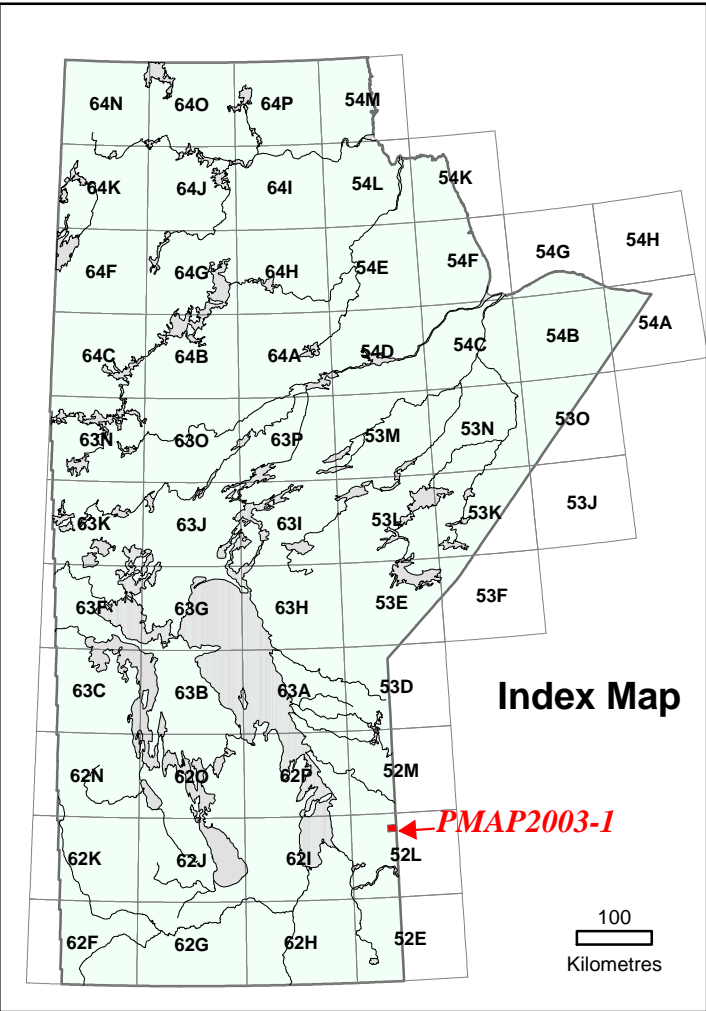 64N 64O 64P 54M
64K 64J 64I 54L 54K
64F 64G 64H 54E 54F 54G 54H
64C 64B 64A 54D 54C 54B 54A
63N 63O 63P 53M 53N 53O
63K 63J 63I 53L 53K 53J
63F 63G 63H 53E 53F
63C 63B 63A 53D
Index Map
62N 62O 62P 52M
PMAP2003-1
62K 62J 62I 52L
62F 62G 62H 52E
100
Kilometres